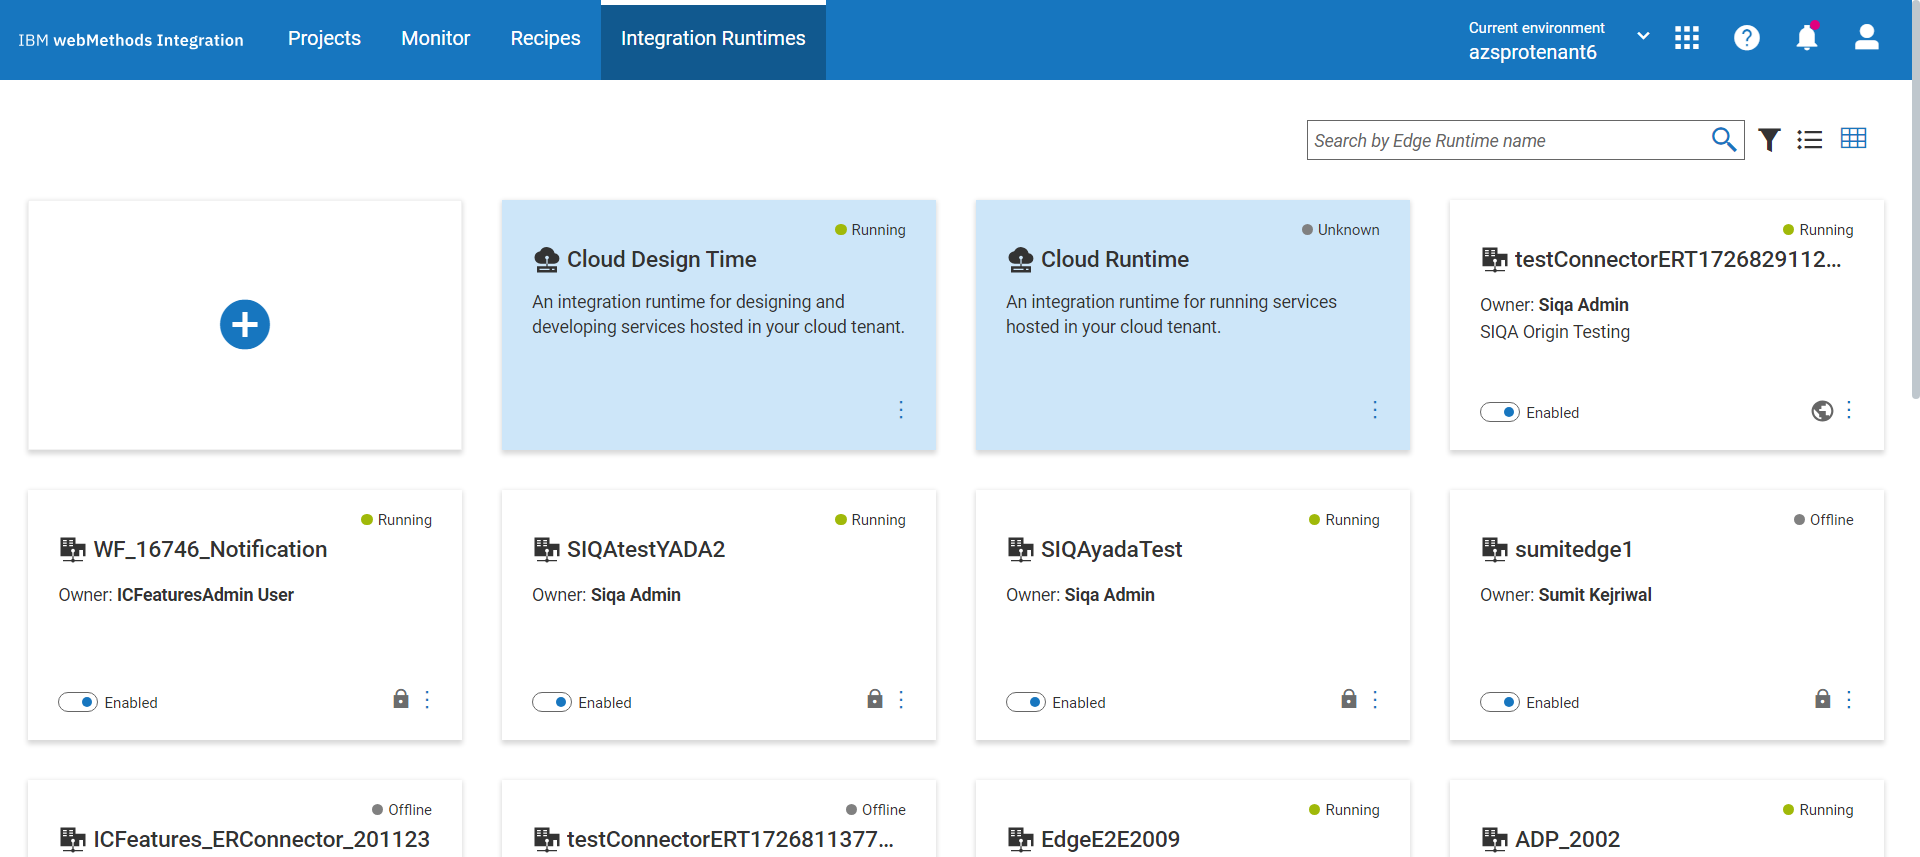 IBM webMethods Integration
Projects
Monitor
Recipes
Integration Runtimes
Current environment
azsprotenant6
Search by Edge Runtime name
Running
Cloud Design Time
An integration runtime for designing and
developing services hosted in your cloud tenant.
Unknown
Cloud Runtime
An integration runtime for running services
hosted in your cloud tenant.
Running
testConnectorERT1726829112...
Owner: Siqa Admin
SIQA Origin Testing
Enabled
Running
WF_16746_Notification
Owner: ICFeaturesAdmin User
Enabled
Running
SIQAtestYADA2
Owner: Siqa Admin
Enabled
Running
SIQAyadaTest
Owner: Siqa Admin
Enabled
Offline
sumitedge1
Owner: Sumit Kejriwal
Enabled
Offline
ICFeatures_ERConnector_201123
Offline
testConnectorERT1726811377...
Running
EdgeE2E2009
Running
ADP_2002